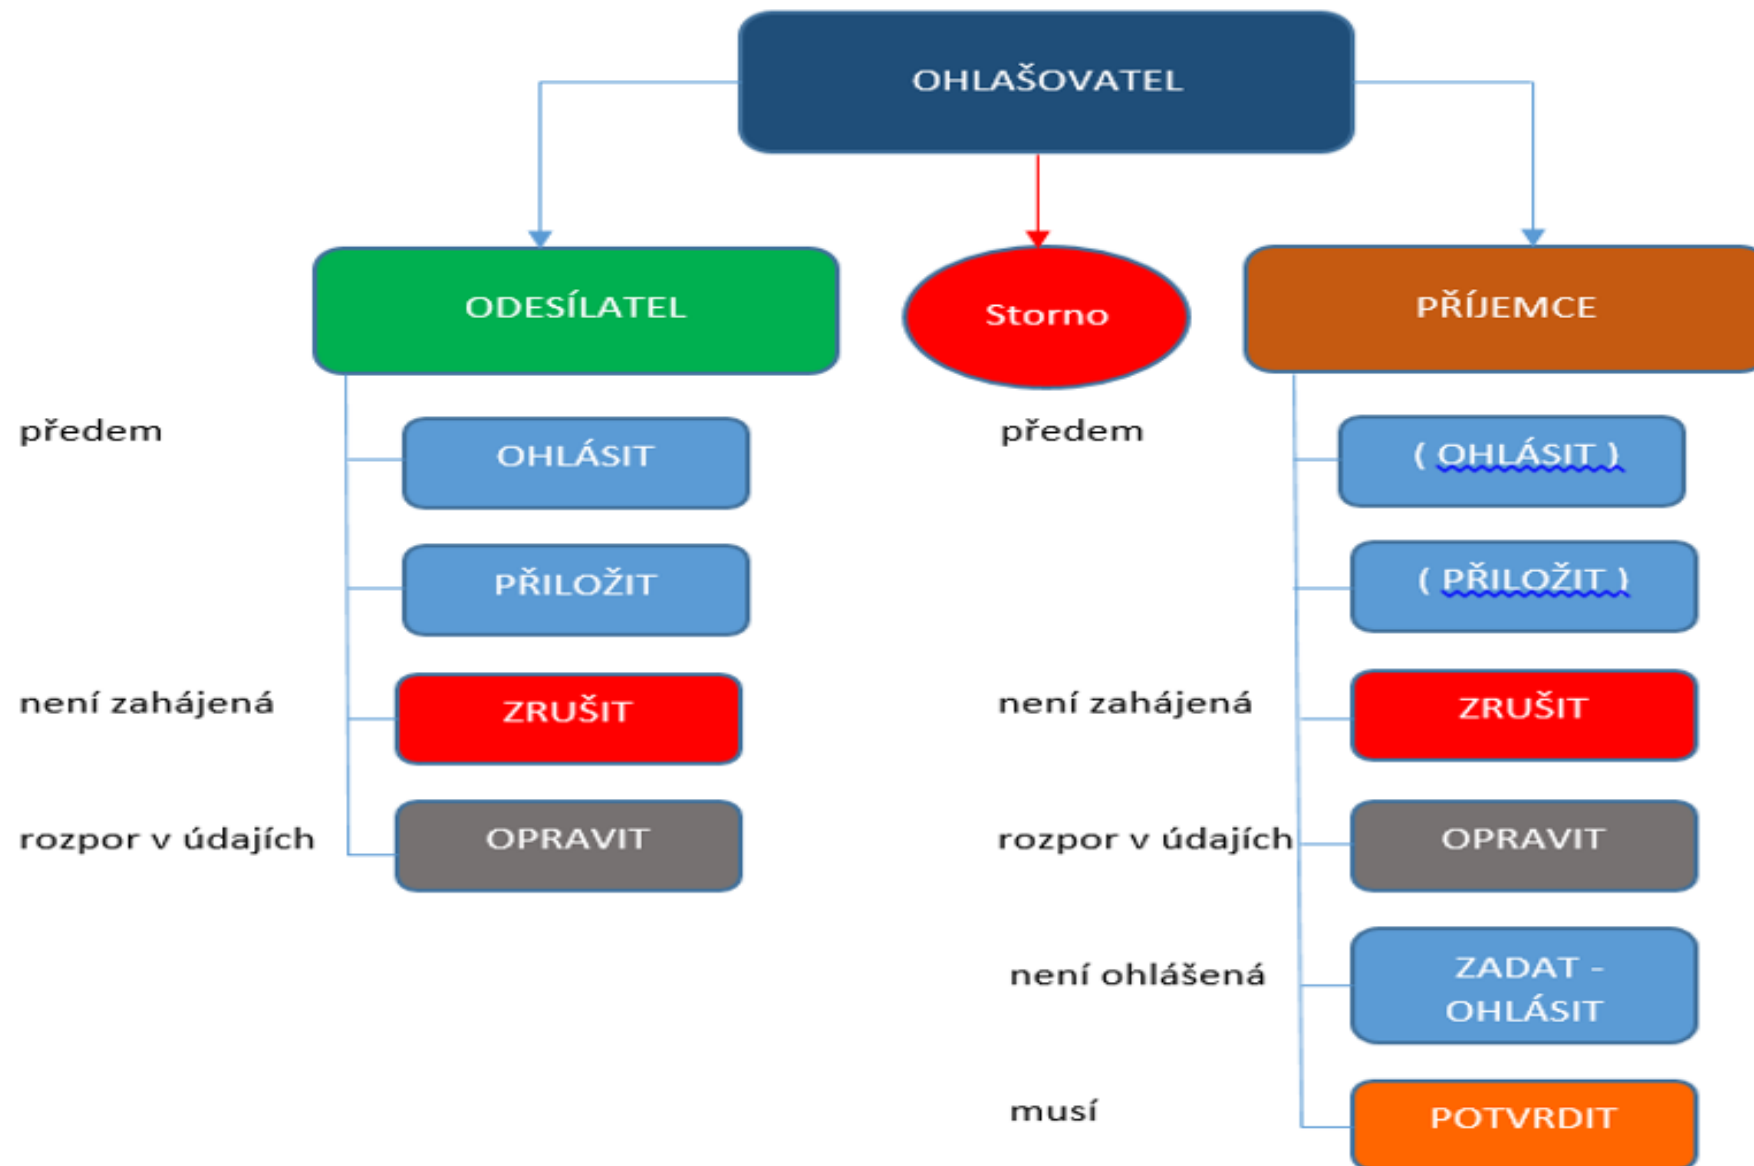 OHLAŠOVATEL
ODESÍLATEL
Storno
PŘÍJEMCE
předem
OHLÁSIT
předem
( OHLÁSIT )
PŘILOŽIT
( PŘILOŽIT )
není zahájená
ZRUŠIT
není zahájená
ZRUŠIT
rozpor v údajích
OPRAVIT
rozpor v údajích
OPRAVIT
není ohlášená
ZADAT -
OHLÁSIT
musí
POTVRDIT